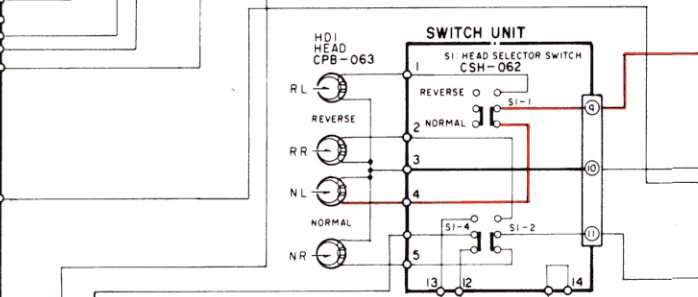 HD1
HEAD
CPB-063
SWITCH UNIT
S1: HEAD SELECTOR SWITCH
CSH-062
1
RL
REVERSE
REVERSE
S1-1
9
NORMAL
2
RR
3
10
NL
4
NORMAL
S1-4
S1-2
11
NR
5
13
12
14